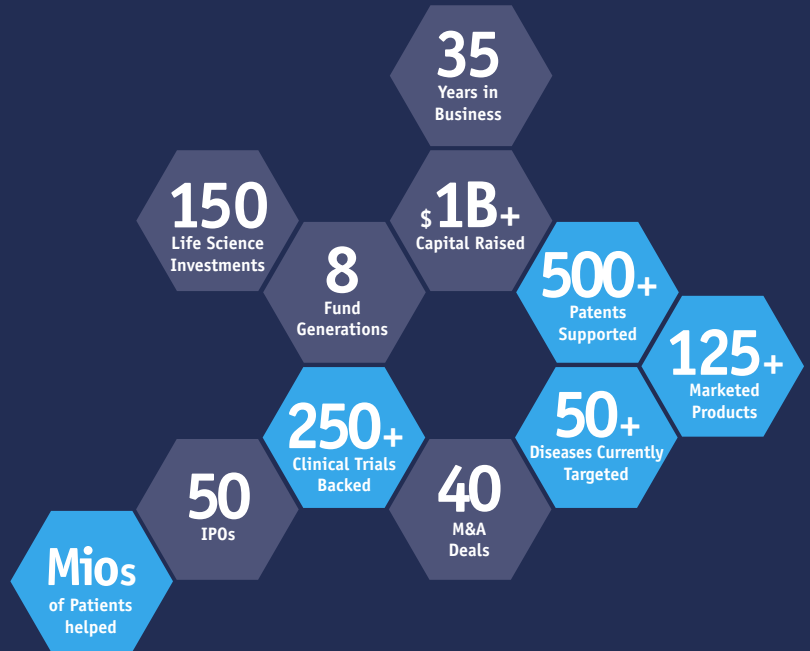 35
Years in
Business
150
Life Science
Investments
$1B+
Capital Raised
8
Fund
Generations
500+
Patents
Supported
125+
Marketed
Products
250+
Clinical Trials
Backed
50+
Diseases Currently
Targeted
50
IPOs
40
M&A
Deals
Mios
of Patients
helped